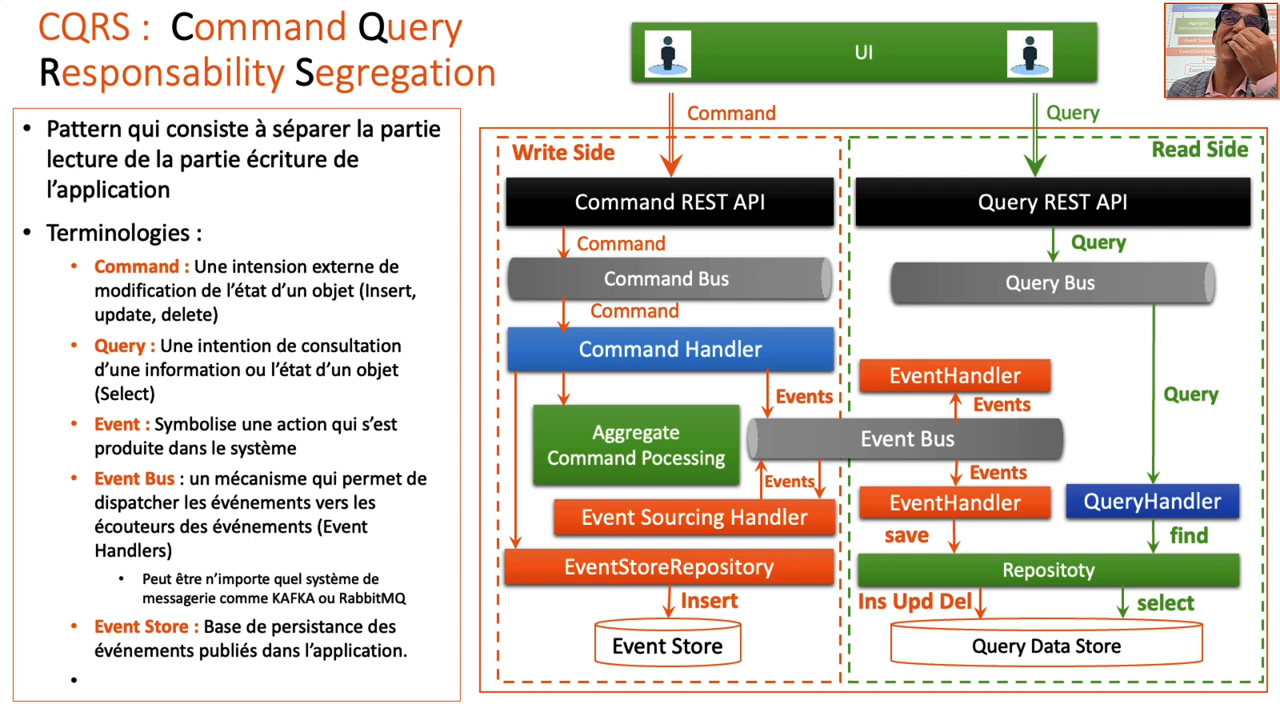 CQRS : Command Query
Responsability Segregation
• Pattern qui consiste à séparer la partie
lecture de la partie écriture de
l’application
• Terminologies :
• Command : Une intension externe de
modification de l’état d’un objet (Insert,
update, delete)
• Query : Une intention de consultation
d’une information ou l’état d’un objet
(Select)
• Event : Symbolise une action qui s’est
produite dans le système
• Event Bus : un mécanisme qui permet de
dispatcher les événements vers les
écouteurs des événements (Event
Handlers)
• Peut être n’importe quel système de
messagerie comme KAFKA ou RabbitMQ
• Event Store : Base de persistance des
événements publiés dans l’application.
•
UI
Command
Query
Write Side
Read Side
Command REST API
Query REST API
Command
Query
Command Bus
Query Bus
Command
Command Handler
EventHandler
Events
Events
Query
Aggregate
Command Pocessing
Event Bus
Events
Events
Event Sourcing Handler
EventHandler
QueryHandler
save
find
EventStoreRepository
Repositoty
Insert
Ins Upd Del
select
Event Store
Query Data Store